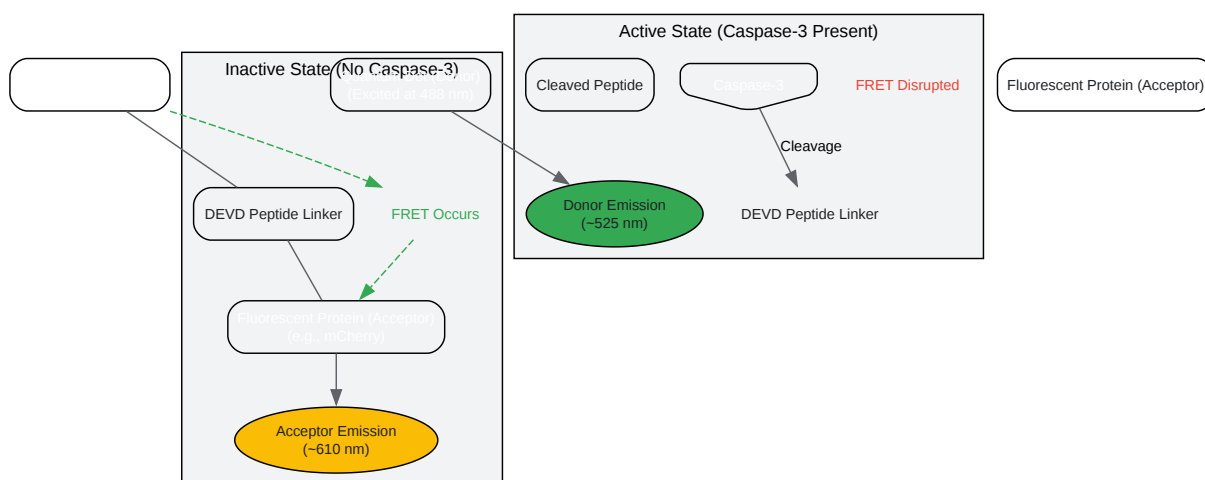 Active State (Caspase-3 Present)
Inactive State (No Caspase-3)
(Excited at 488 nm)
Cleaved Peptide
Caspase-3
FRET Disrupted
Fluorescent Protein (Acceptor)
Cleavage
DEVD Peptide Linker
FRET Occurs
Donor Emission
(~525 nm)
DEVD Peptide Linker
Fluorescent Protein (Acceptor)
(e.g., mCherry)
Acceptor Emission
(~610 nm)